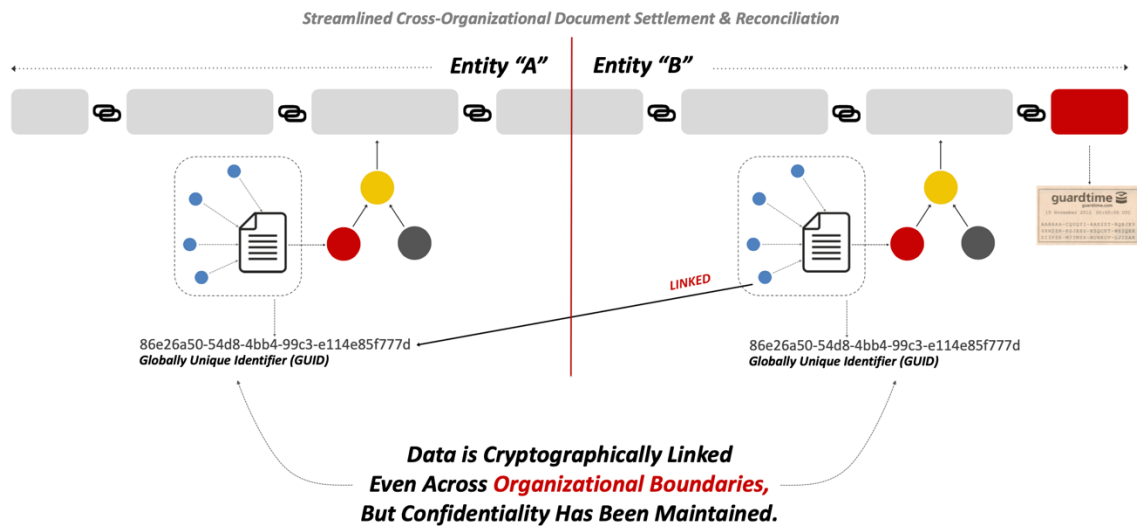 Streamlined Cross-Organizational Document Settlement & Reconciliation
Entity “A”
Entity “B”
guardtime
guardtime.com
LINKED
86e26a50-54d8-4bb4-99c3-e114e85f777d
Globally Unique Identifier (GUID)
86e26a50-54d8-4bb4-99c3-e114e85f777d
Globally Unique Identifier (GUID)
Data is Cryptographically Linked
Even Across Organizational Boundaries,
But Confidentiality Has Been Maintained.